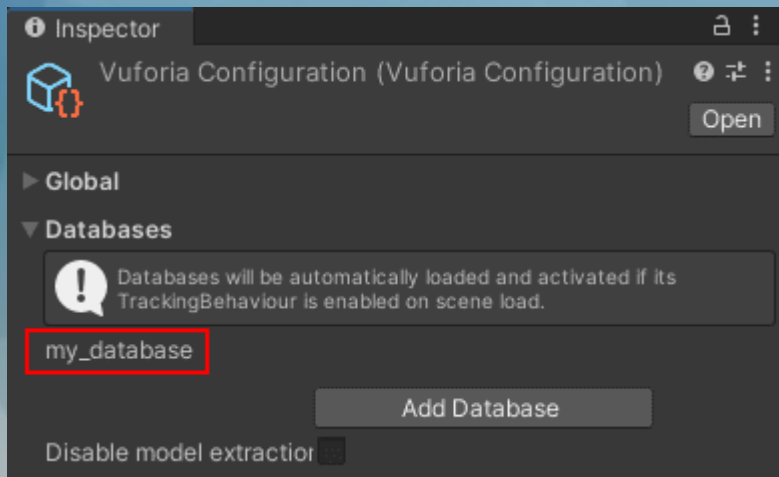 Inspector
Vuforia Configuration (Vuforia Configuration)
Open
Global
Databases
Databases will be automatically loaded and activated if its
TrackingBehaviour is enabled on scene load.
my_database
Add Database
Disable model extraction